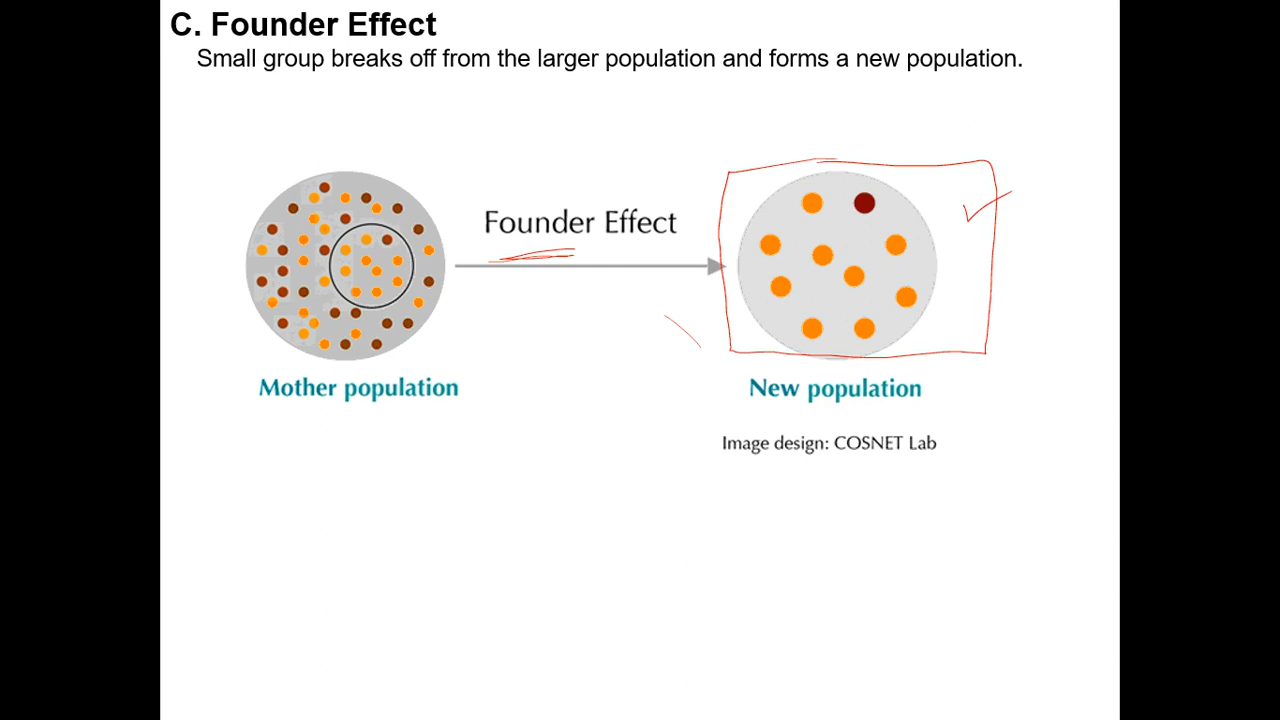 C. Founder Effect
Small group breaks off from the larger population and forms a new population.
Founder Effect
Mother population
New population
Image design: COSNET Lab